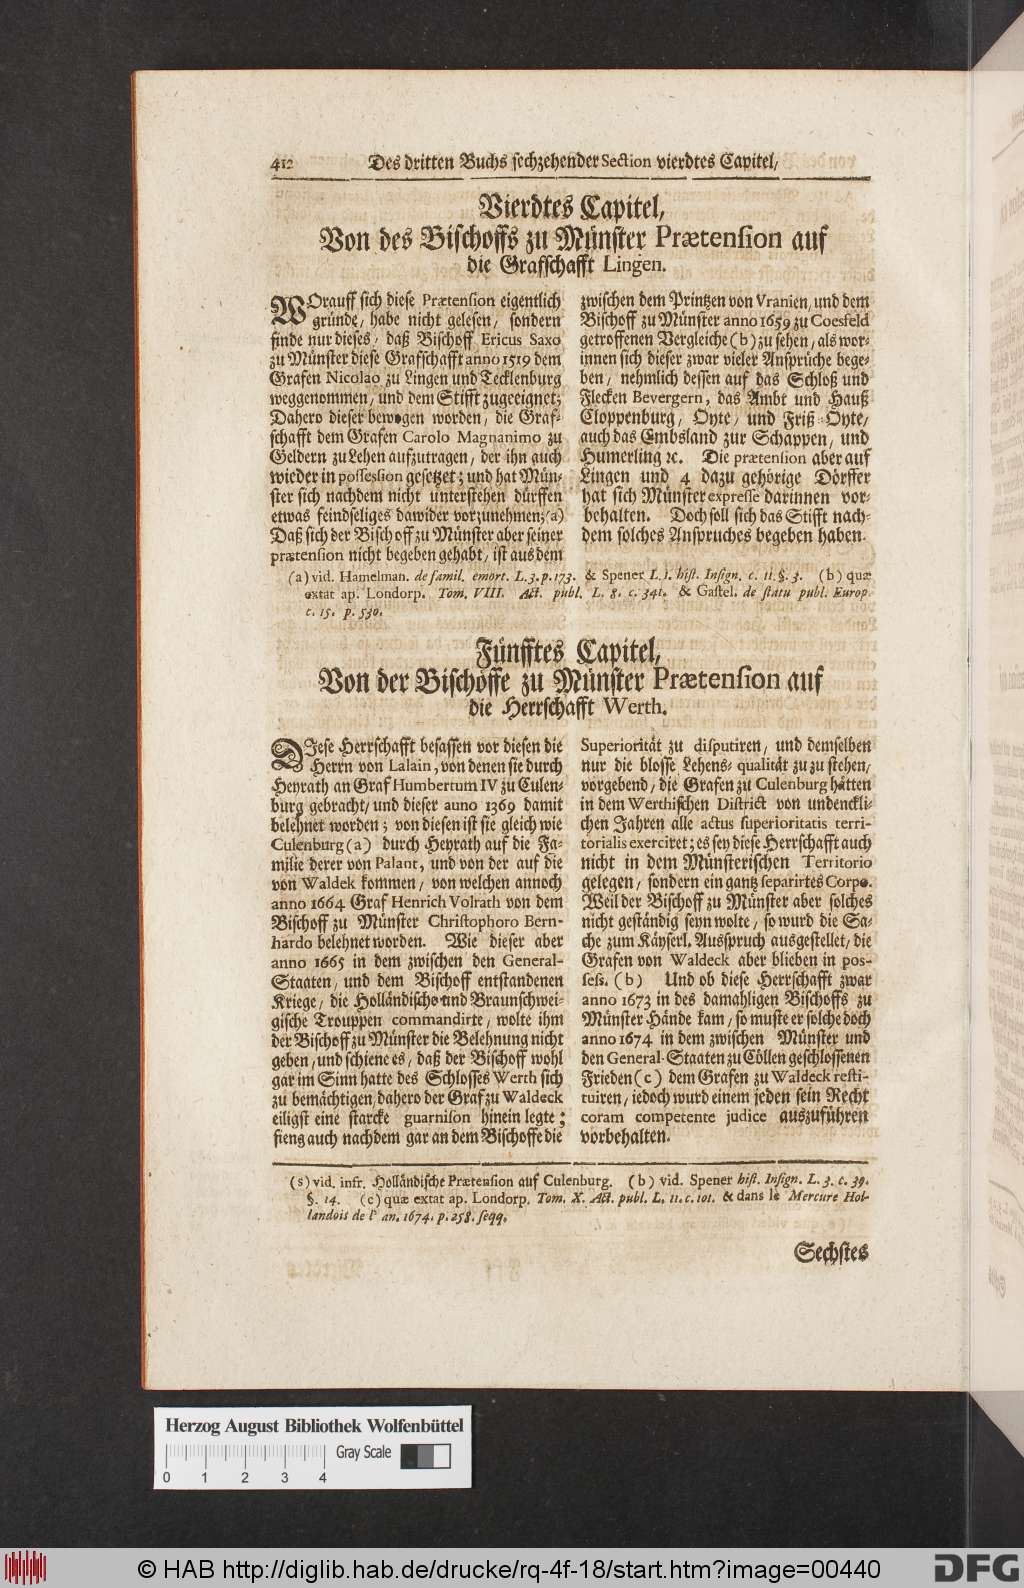 412 Des dritten Buchs sechzehender Section vierdtes Capitel,
Vierdtes Capitel,
Von des Bischoffs zu Münster Prætension auf
die Grafschafft Lingen.
WOrauff sich diese Prætension eigentlich
gründe, habe nicht gelesen, sondern
finde nur dieses, daß Bischoff Ericus Saxo
zu Münster diese Grafschafft anno 1519 dem
Grafen Nicolao zu Lingen und Tecklenburg
weggenommen, und dem Stifft zugeeignet;
Dahero dieser bewogen worden, die Graf-
schafft dem Grafen Carolo Magnanimo zu
Geldern zu Lehen aufzutragen, der ihn auch
wieder in possession gesetzet; und hat Mün-
ster sich nachdem nicht unterstehen dürffen
etwas feindseliges dawider vorzunehmen; (a)
Daß sich der Bischoff zu Münster aber seiner
prætension nicht begeben gehabt, ist aus dem
zwischen dem Printzen von Vranien, und dem
Bischoff zu Münster anno 1659 zu Coesfeld
getroffenen Vergleiche (b) zu sehen, als wor-
innen sich dieser zwar vieler Ansprüche bege-
ben, nehmlich dessen auf das Schloß und
Flecken Bevergern, das Ambt und Hauß
Cloppenburg, Oyte, und Friß-Oyte,
auch das Embsland zur Schappen, und
Humerling ꝛc. Die prætension aber auf
Lingen und 4 dazu gehörige Dörffer
hat sich Münster expresse darinnen vor-
behalten. Doch soll sich das Stifft nach-
dem solches Anspruches begeben haben.
(a) vid. Hamelman. de famil. emort. L. 3. p. 173. & Spener L. 1. hist. Insign. c. 11. §. 3. (b) quæ
extat ap. Londorp. Tom. VIII. Act. publ. L. 8. c. 341. & Gastel. de statu publ. Europ.
c. 15. p. 530.
Fünfftes Capitel,
Von der Bischöffe zu Münster Prætension auf
die Herrschafft Werth.
DIese Herrschafft besassen vor diesen die
Herrn von Lalain, von denen sie durch
Heyrath an Graf Humbertum IV zu Culen-
burg gebracht, und dieser anno 1369 damit
belehnet worden; von diesen ist sie gleich wie
Culenburg (a) durch Heyrath auf die Fa-
milie derer von Palant, und von der auf die
von Waldek kommen, von welchen annoch
anno 1664 Graf Henrich Volrath von dem
Bischoff zu Münster Christophoro Bern-
hardo belehnet worden. Wie dieser aber
anno 1665 in dem zwischen den General-
Staaten, und dem Bischoff entstandenen
Kriege, die Holländische und Braunschwei-
gische Trouppen commandirte, wolte ihm
der Bischoff zu Münster die Belehnung nicht
geben, und schiene es, daß der Bischoff wohl
gar im Sinn hatte des Schlosses Werth sich
zu bemächtigen, dahero der Graf zu Waldeck
eiligst eine starcke guarnison hinein legte;
fieng auch nachdem gar an dem Bischoffe die
Superiorität zu disputiren, und demselben
nur die blosse Lehens-qualität zu zu stehen,
vorgebend, die Grafen zu Culenburg hätten
in dem Werthischen District von undenckli-
chen Jahren alle actus superioritatis terri-
torialis exerciret; es sey diese Herrschafft auch
nicht in dem Münsterischen Territorio
gelegen, sondern ein gantz separirtes Corpo.
Weil der Bischoff zu Münster aber solches
nicht geständig seyn wolte, so wurd die Sa-
che zum Käyserl. Ausspruch ausgestellet, die
Grafen von Waldeck aber blieben in pos-
sess. (b) Und ob diese Herrschafft zwar
anno 1673 in des damahligen Bischoffs zu
Münster Hände kam, so muste er solche doch
anno 1674 in dem zwischen Münster und
den General-Staaten zu Cöllen geschlossenen
Frieden (c) dem Grafen zu Waldeck resti-
tuiren, iedoch wurd einem jeden sein Recht
coram competente judice auszuführen
vorbehalten.
(a) vid. infr. Holländische Prætension auf Culenburg. (b) vid. Spener hist. Insign. L. 3. c. 39.
§. 14. (c) quæ extat ap. Londorp. Tom. X. Act. publ. L. 11. c. 101. & dans le Mercure Hol-
landois de l' an. 1674. p. 258. seqq.
Sechstes
Herzog August Bibliothek Wolfenbüttel
Gray Scale
0 1 2 3 4
© HAB http://diglib.hab.de/drucke/rq-4f-18/start.htm?image=00440
DFG